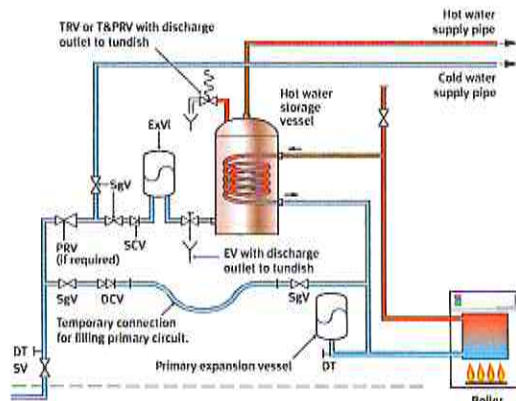 TRV or T&PRV with discharge
outlet to tundish
Hot water
supply pipe
Cold water
supply pipe
Hot water
storage
vessel
ExVl
SgV
PRV
(if required)
SCV
EV with discharge
outlet to tundish
SgV
DCV
SgV
Temporary connection
for filling primary circuit.
DT
SV
Primary expansion vessel
DT
Boiler